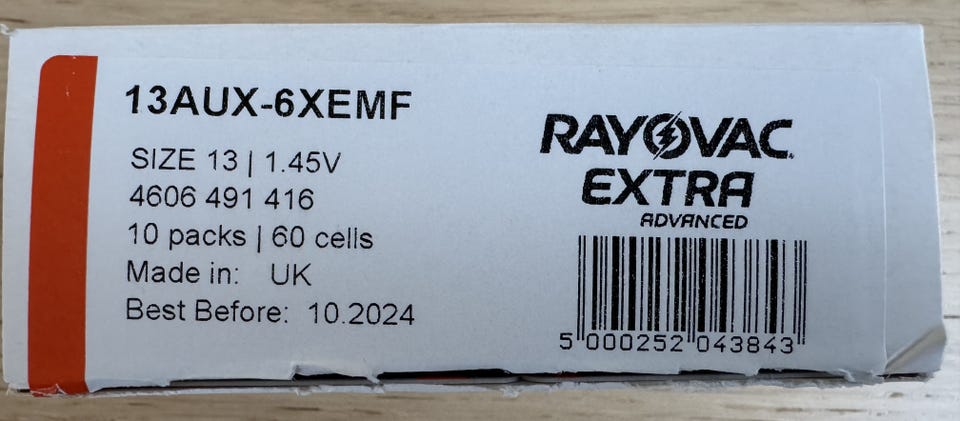 13AUX-6XEMF
SIZE 13 | 1.45V
4606 491 416
10 packs | 60 cells
Made in: UK
Best Before: 10.2024
RAYOVAC
EXTRA
ADVANCED
5 000252 043843